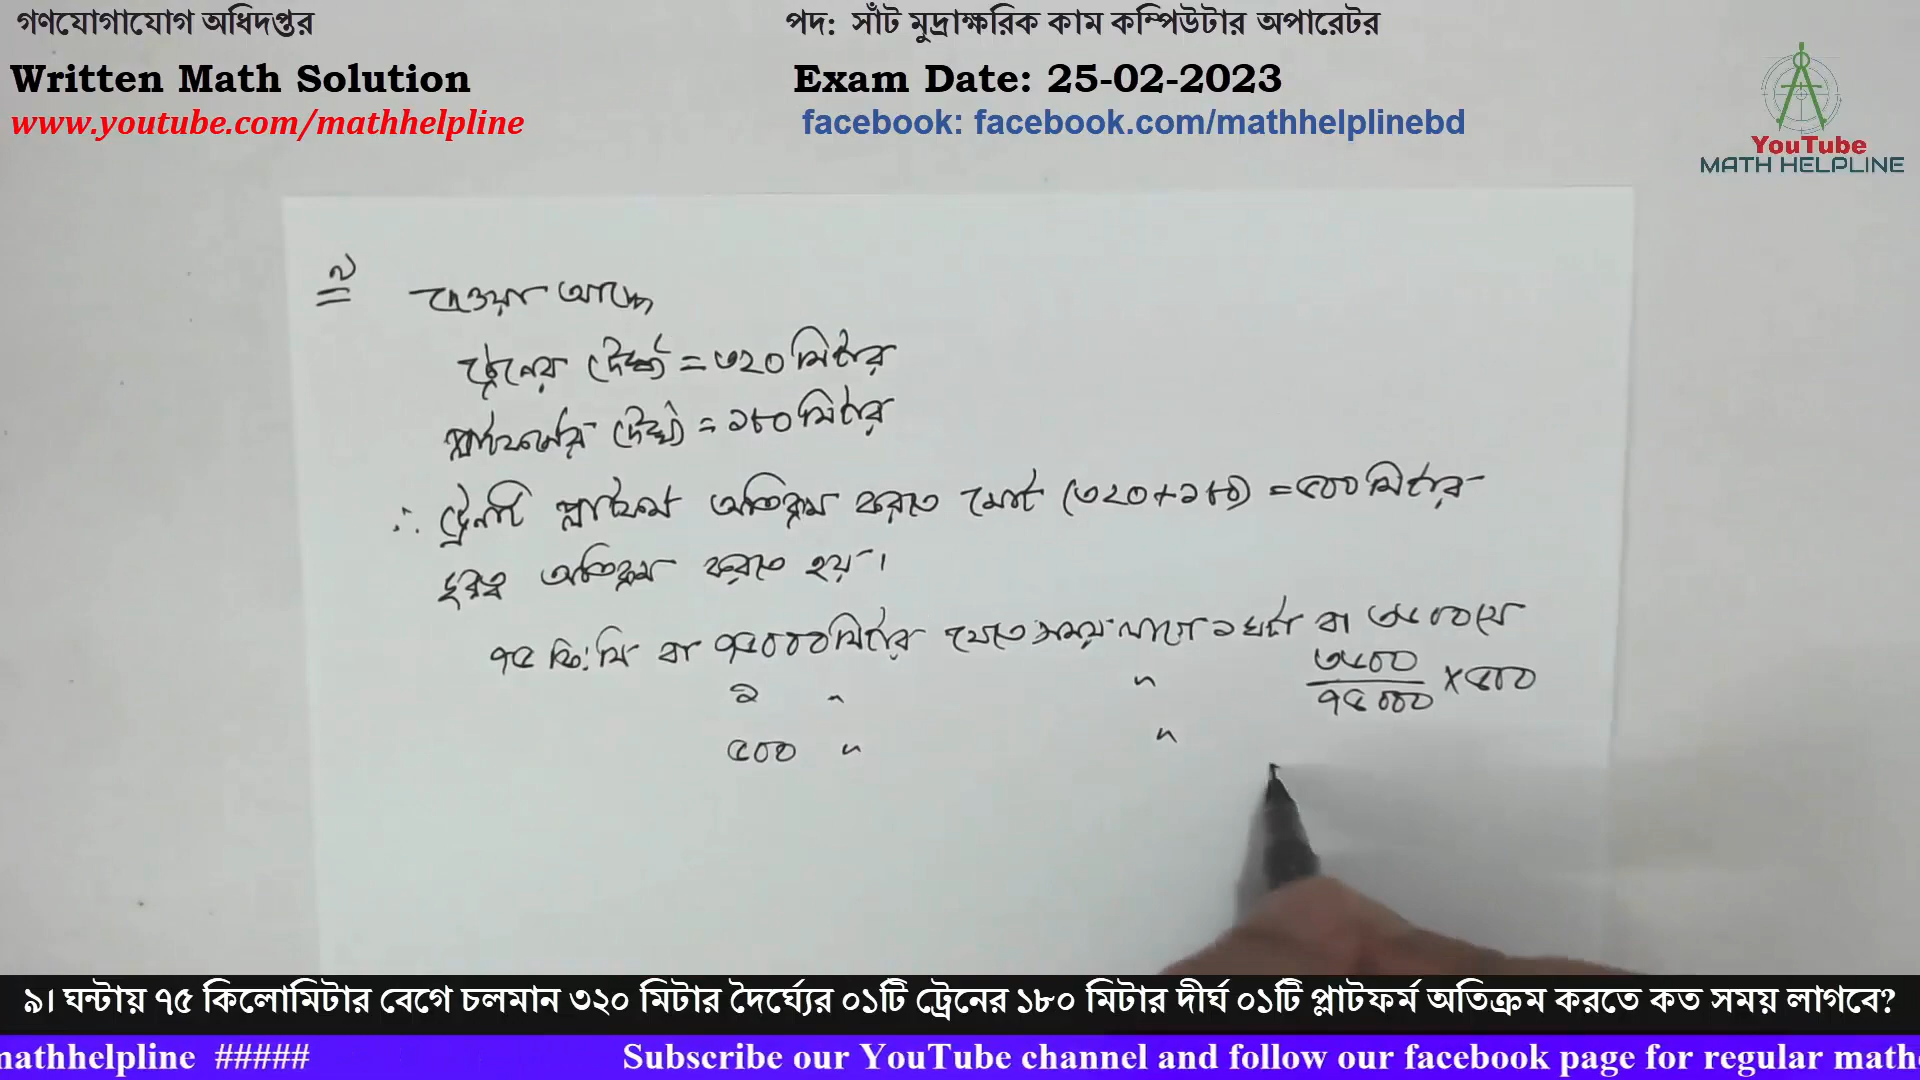 গণযোগাযোগ অধিদপ্তর
পদ: সাঁট মুদ্রাক্ষরিক কাম কম্পিউটার অপারেটর
Written Math Solution
Exam Date: 25-02-2023
www.youtube.com/mathhelpline
facebook: facebook.com/mathhelplinebd
YouTube
MATH HELPLINE
৯ দেওয়া আছে
ট্রেনের দৈর্ঘ্য = ৩২০ মিটার
প্লাটফর্মের দৈর্ঘ্য = ১৮০ মিটার
∴ ট্রেনটি প্লাটফর্ম অতিক্রম করতে মোট (৩২০+১৮০) = ৫০০ মিটার
দূরত্ব অতিক্রম করতে হয়।
৭৫ কি:মি বা ৭৫০০০ মিটার যেতে সময় লাগে ১ ঘন্টা বা ৩৬০০ সে
১ " " ৩৬০০/৭৫০০০ × ৫০০
৫০০ " "
৯। ঘন্টায় ৭৫ কিলোমিটার বেগে চলমান ৩২০ মিটার দৈর্ঘ্যের ০১টি ট্রেনের ১৮০ মিটার দীর্ঘ ০১টি প্লাটফর্ম অতিক্রম করতে কত সময় লাগবে?
mathhelpline ##### Subscribe our YouTube channel and follow our facebook page for regular math